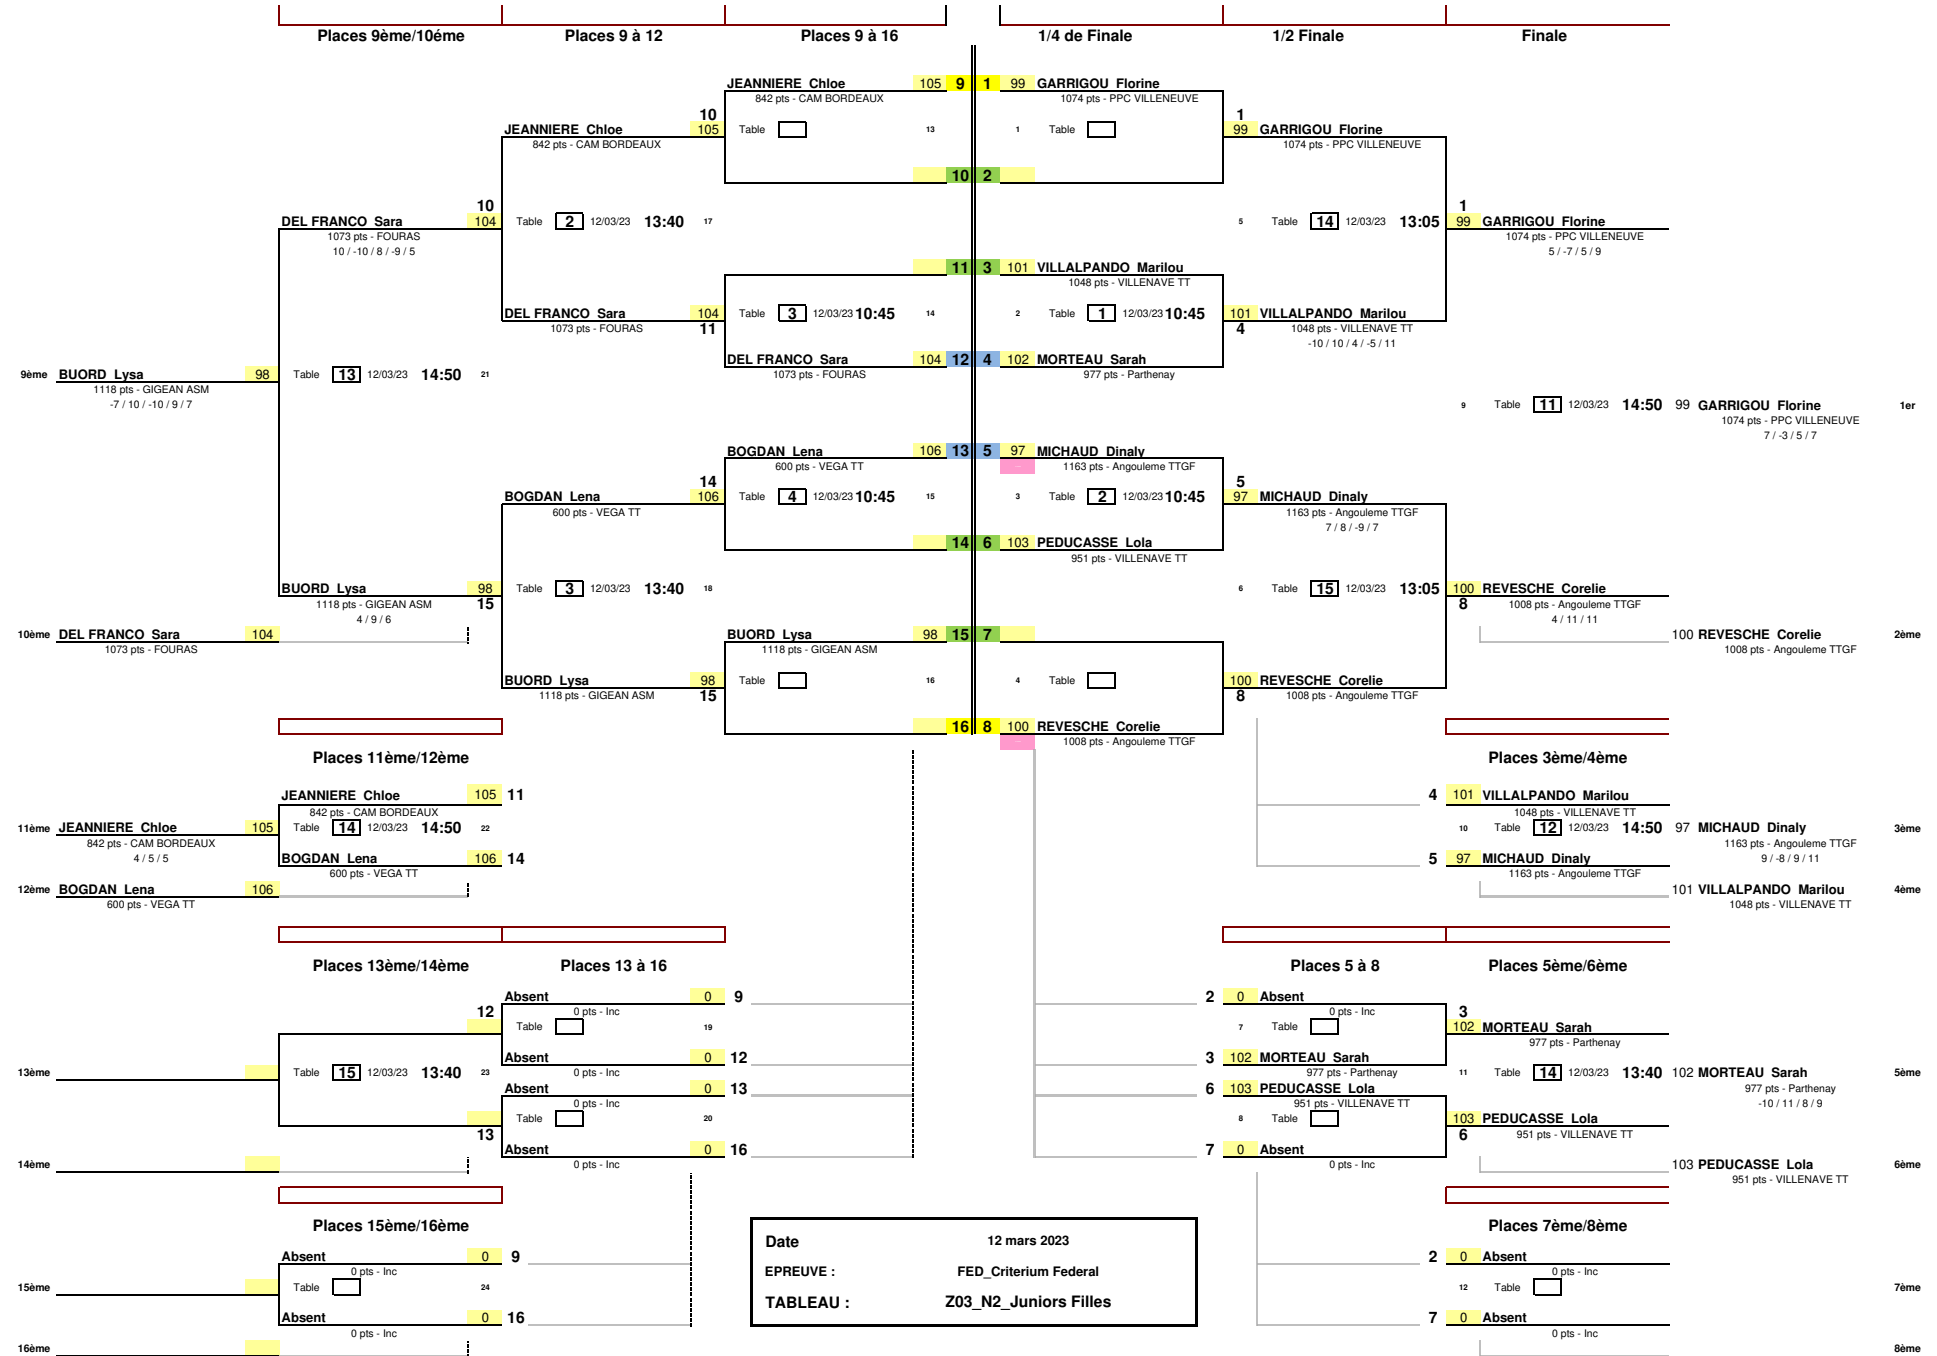 Places 9ème/10éme Places 9 à 12 Places 9 à 16 1/4 de Finale 1/2 Finale Finale
JEANNIERE Chloe 105 9 1 99 GARRIGOU Florine
842 pts - CAM BORDEAUX 1074 pts - PPC VILLENEUVE
10 1
JEANNIERE Chloe 105 Table 13 1 Table 99 GARRIGOU Florine
842 pts - CAM BORDEAUX 1074 pts - PPC VILLENEUVE
10 2
10 1
DEL FRANCO Sara 104 Table 2 12/03/23 13:40 17 5 Table 14 12/03/23 13:05 99 GARRIGOU Florine
1073 pts - FOURAS 1074 pts - PPC VILLENEUVE
10 / -10 / 8 / -9 / 5 5 / -7 / 5 / 9
11 3 101 VILLALPANDO Marilou
1048 pts - VILLENAVE TT
DEL FRANCO Sara 104 Table 3 12/03/23 10:45 14 2 Table 1 12/03/23 10:45 101 VILLALPANDO Marilou
1073 pts - FOURAS 11 4 1048 pts - VILLENAVE TT
-10 / 10 / 4 / -5 / 11
DEL FRANCO Sara 104 12 4 102 MORTEAU Sarah
1073 pts - FOURAS 977 pts - Parthenay
9ème BUORD Lysa 98 Table 13 12/03/23 14:50 21
1118 pts - GIGEAN ASM
-7 / 10 / -10 / 9 / 7
9 Table 11 12/03/23 14:50 99 GARRIGOU Florine 1er
1074 pts - PPC VILLENEUVE
7 / -3 / 5 / 7
BOGDAN Lena 106 13 5 97 MICHAUD Dinaly
600 pts - VEGA TT 1163 pts - Angouleme TTGF
14 5
BOGDAN Lena 106 Table 4 12/03/23 10:45 15 3 Table 2 12/03/23 10:45 97 MICHAUD Dinaly
600 pts - VEGA TT 1163 pts - Angouleme TTGF
7 / 8 / -9 / 7
14 6 103 PEDUCASSE Lola
951 pts - VILLENAVE TT
BUORD Lysa 98 Table 3 12/03/23 13:40 18 6 Table 15 12/03/23 13:05 100 REVESCHE Corelie
1118 pts - GIGEAN ASM 15 8 1008 pts - Angouleme TTGF
4 / 9 / 6 4 / 11 / 11
10ème DEL FRANCO Sara 104 BUORD Lysa 98 15 7 100 REVESCHE Corelie 2ème
1073 pts - FOURAS 1118 pts - GIGEAN ASM 1008 pts - Angouleme TTGF
BUORD Lysa 98 Table 16 4 Table 100 REVESCHE Corelie
1118 pts - GIGEAN ASM 15 8 1008 pts - Angouleme TTGF
16 8 100 REVESCHE Corelie
1008 pts - Angouleme TTGF
Places 11ème/12ème Places 3ème/4ème
JEANNIERE Chloe 105 11 4 101 VILLALPANDO Marilou
842 pts - CAM BORDEAUX 1048 pts - VILLENAVE TT
11ème JEANNIERE Chloe 105 Table 14 12/03/23 14:50 22 10 Table 12 12/03/23 14:50 97 MICHAUD Dinaly 3ème
842 pts - CAM BORDEAUX 1163 pts - Angouleme TTGF
4 / 5 / 5 BOGDAN Lena 106 14 5 97 MICHAUD Dinaly 9 / -8 / 9 / 11
600 pts - VEGA TT 1163 pts - Angouleme TTGF
12ème BOGDAN Lena 106 101 VILLALPANDO Marilou 4ème
600 pts - VEGA TT 1048 pts - VILLENAVE TT
Places 13ème/14ème Places 13 à 16 Places 5 à 8 Places 5ème/6ème
Absent 0 9 2 0 Absent
12 0 pts - Inc 0 pts - Inc 3
Table 19 7 Table 102 MORTEAU Sarah
977 pts - Parthenay
Absent 0 12 3 102 MORTEAU Sarah
13ème Table 15 12/03/23 13:40 23 0 pts - Inc 977 pts - Parthenay 11 Table 14 12/03/23 13:40 102 MORTEAU Sarah 5ème
Absent 0 13 6 103 PEDUCASSE Lola 977 pts - Parthenay
0 pts - Inc 951 pts - VILLENAVE TT -10 / 11 / 8 / 9
Table 20 8 Table 103 PEDUCASSE Lola
13 6 951 pts - VILLENAVE TT
Absent 0 16 7 0 Absent
14ème 0 pts - Inc 0 pts - Inc 103 PEDUCASSE Lola 6ème
951 pts - VILLENAVE TT
Places 15ème/16ème Places 7ème/8ème
Date 12 mars 2023
Absent 0 9 2 0 Absent
0 pts - Inc EPREUVE : FED_Criterium Federal 0 pts - Inc
15ème Table 24 12 Table 7ème
TABLEAU : Z03_N2_Juniors Filles
Absent 0 16 7 0 Absent
0 pts - Inc 0 pts - Inc
16ème 8ème